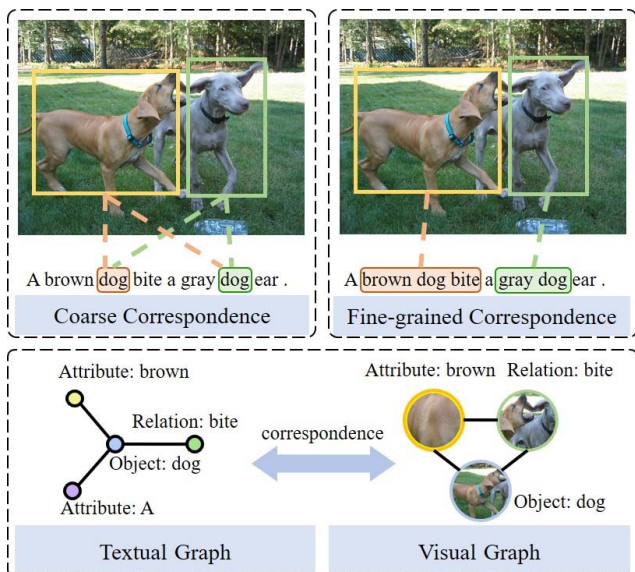 A brown dog bite a gray dog ear .
Coarse Correspondence
A brown dog bite a gray dog ear .
Fine-grained Correspondence
Attribute: brown
Relation: bite
Object: dog
Attribute: A
Textual Graph
correspondence
Attribute: brown Relation: bite
Object: dog
Visual Graph